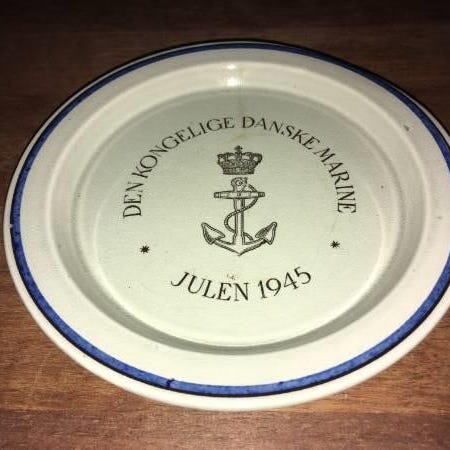 DEN KONGELIGE DANSKE MARINE
* *
JULEN 1945